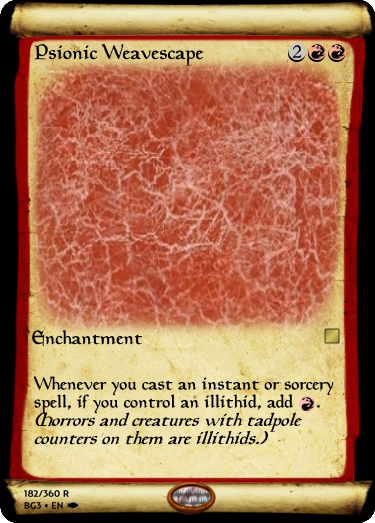 Psionic Weavescape 2
Enchantment
Whenever you cast an instant or sorcery
spell, if you control an illithid, add .
(horrors and creatures with tadpole
counters on them are illithids.)
182/360 R
BG3 • EN